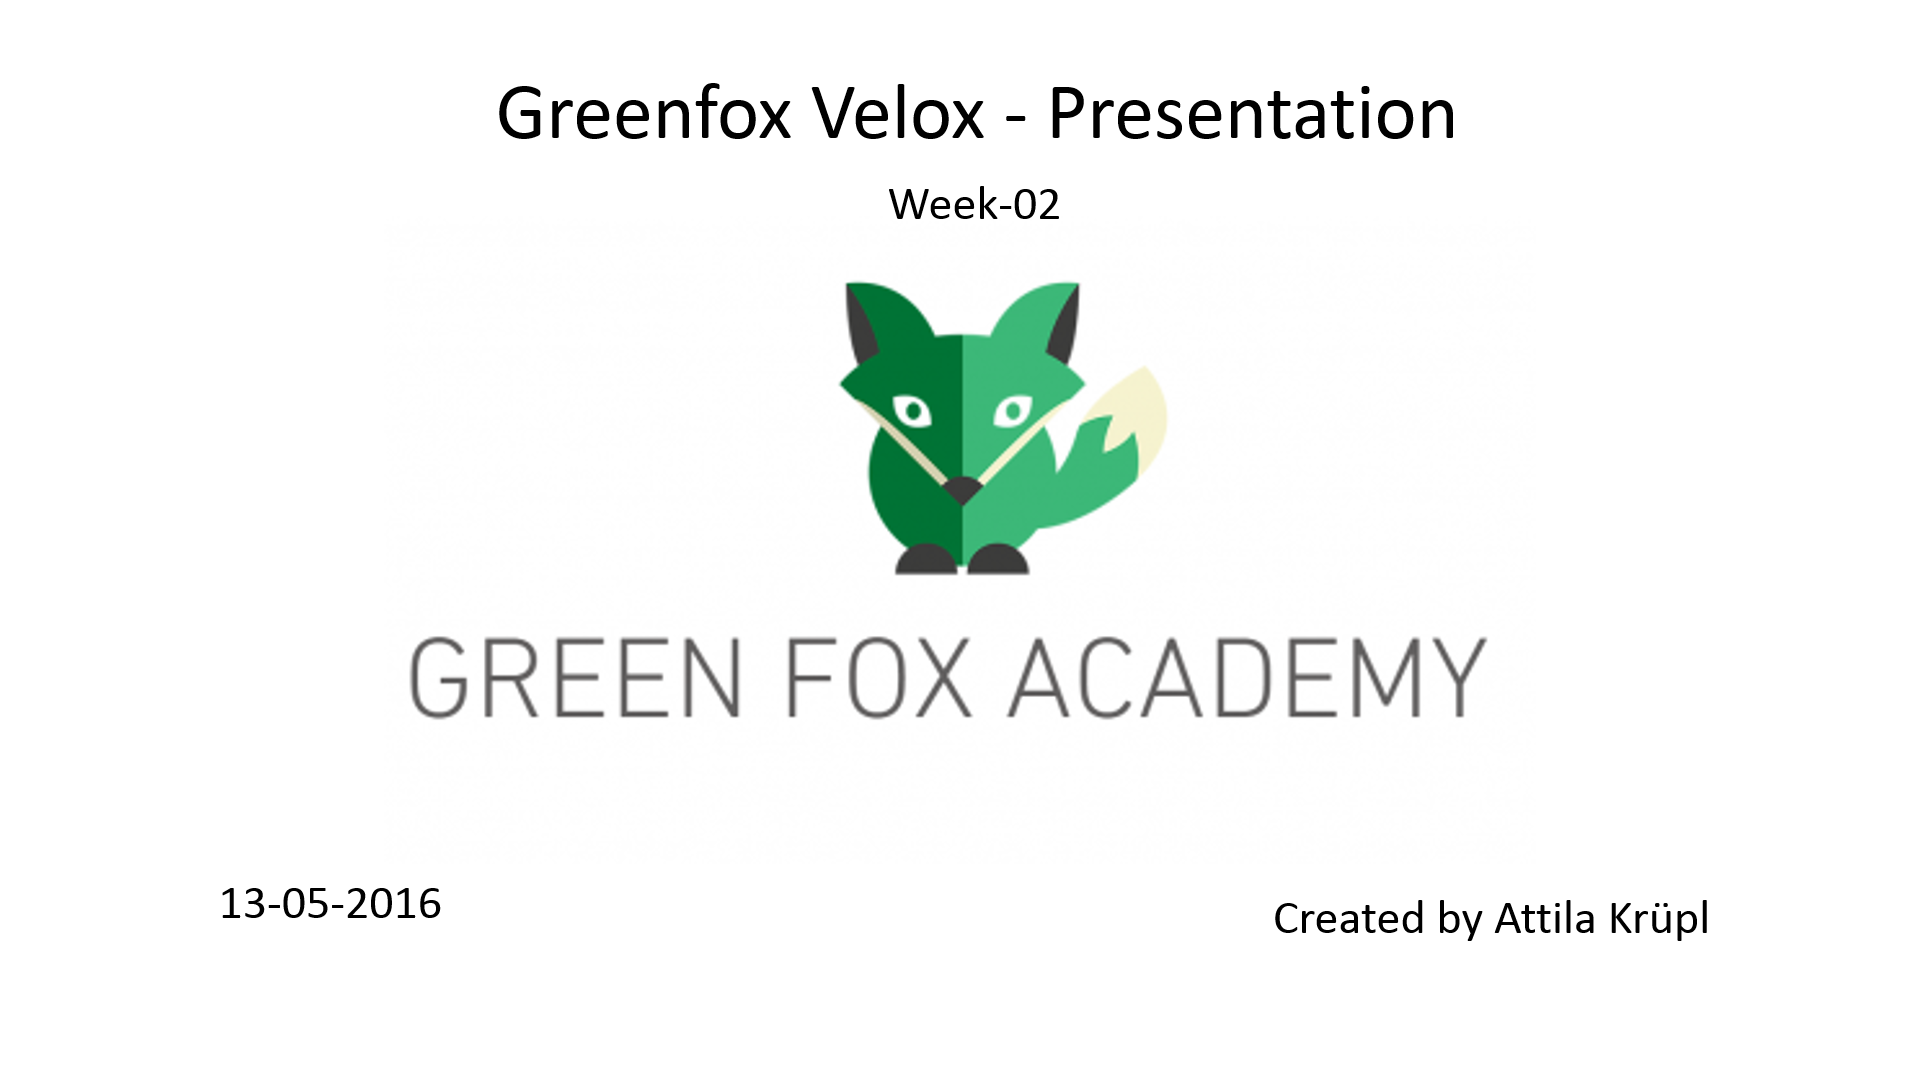 Greenfox Velox - Presentation
Week-02
GREEN FOX ACADEMY
13-05-2016
Created by Attila Krüpl